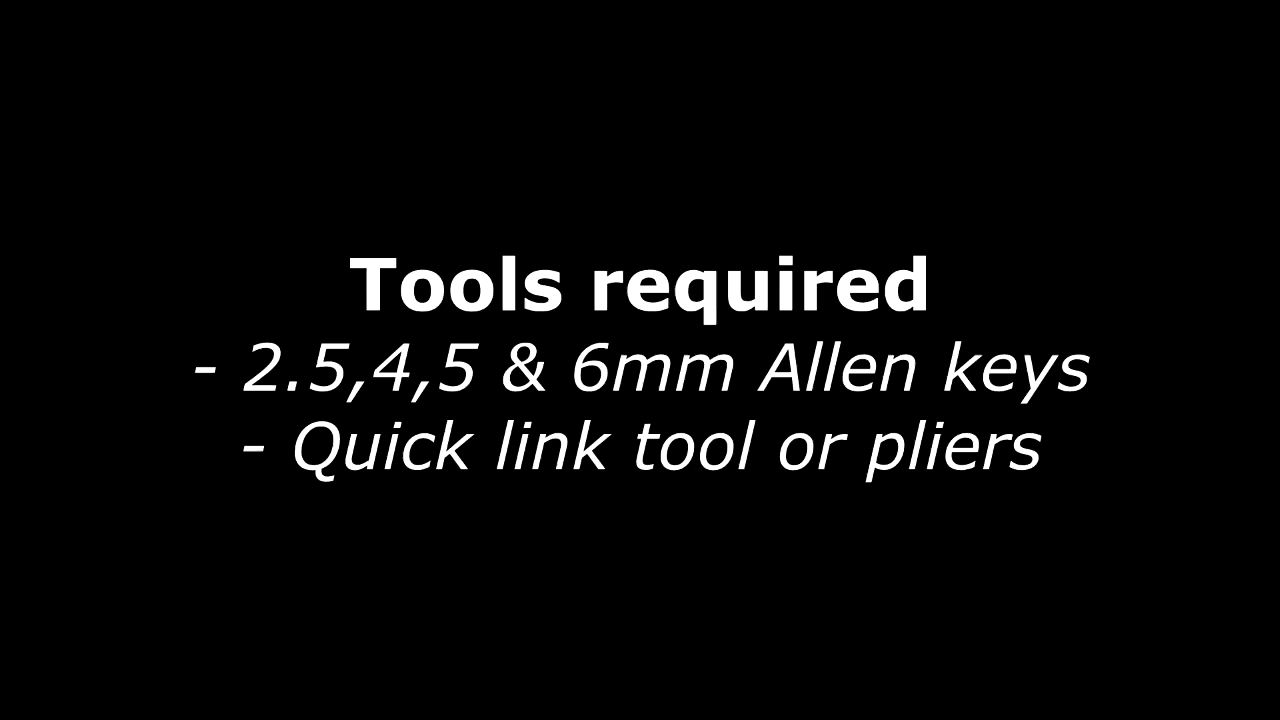 Tools required
- 2.5,4,5 & 6mm Allen keys
- Quick link tool or pliers